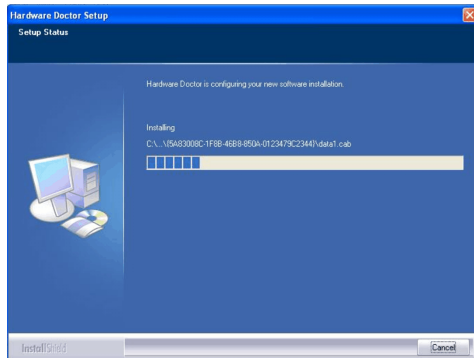 Hardware Doctor Setup
Setup Status
Hardware Doctor is configuring your new software installation.
Installing
C:\...\{5A83008C-1F8B-46B8-850A-0123479C2344}\data1.cab
InstallShield
Cancel